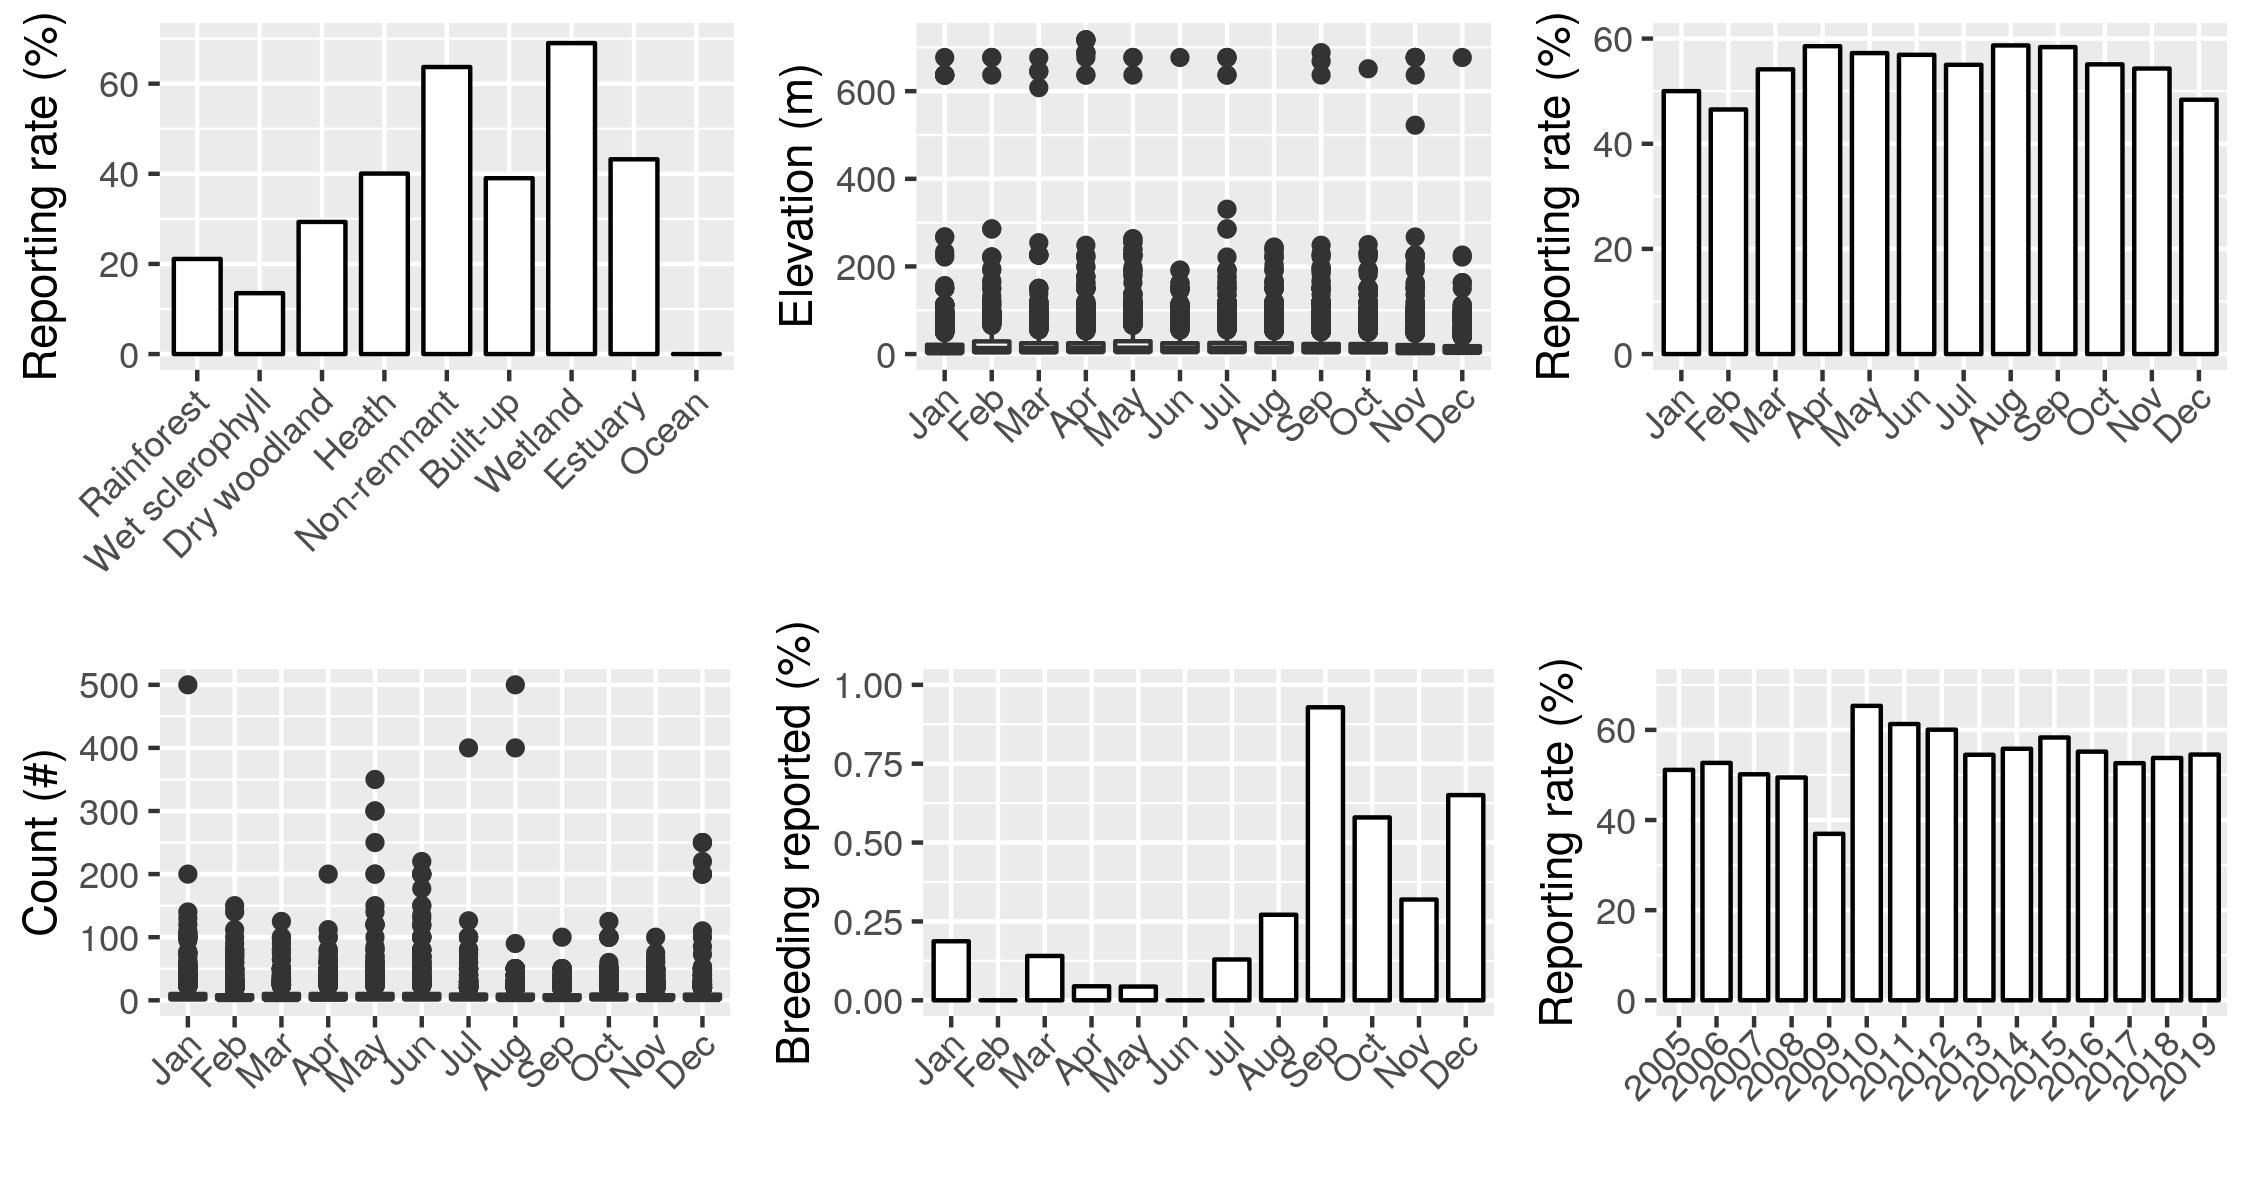 Reporting rate (%)
60
40
20
0
Rainforest
Wet sclerophyll
Dry woodland
Heath
Non-remnant
Built-up
Wetland
Estuary
Ocean
Elevation (m)
600
400
200
0
Jan
Feb
Mar
Apr
May
Jun
Jul
Aug
Sep
Oct
Nov
Dec
Reporting rate (%)
60
40
20
0
Jan
Feb
Mar
Apr
May
Jun
Jul
Aug
Sep
Oct
Nov
Dec
Count (#)
500
400
300
200
100
0
Jan
Feb
Mar
Apr
May
Jun
Jul
Aug
Sep
Oct
Nov
Dec
Breeding reported (%)
1.00
0.75
0.50
0.25
0.00
Jan
Feb
Mar
Apr
May
Jun
Jul
Aug
Sep
Oct
Nov
Dec
Reporting rate (%)
60
40
20
0
2005
2006
2007
2008
2009
2010
2011
2012
2013
2014
2015
2016
2017
2018
2019